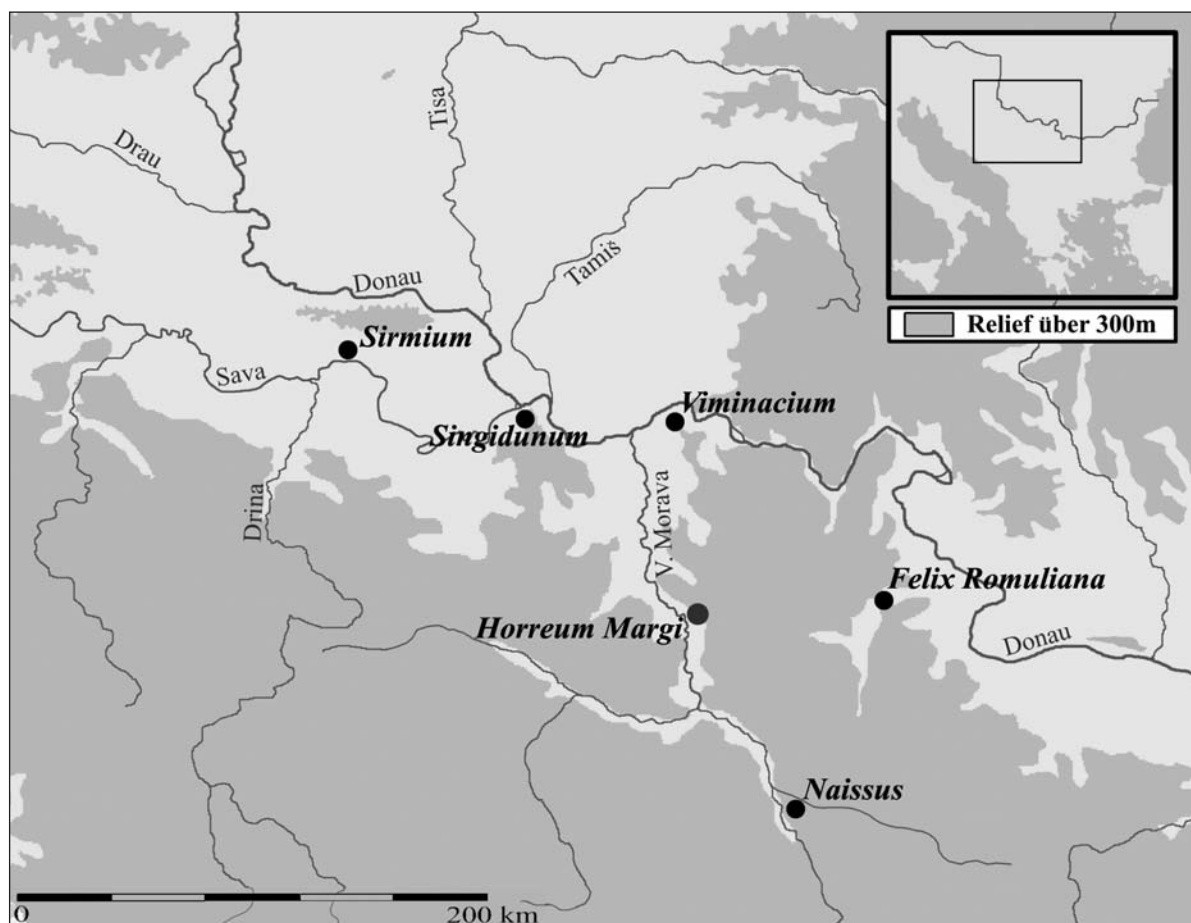 Tisa
Drau
Tamiš
Donau
Relief über 300m
Sirmium
Sava
Viminacium
Singidunum
Drina
V. Morava
Felix Romuliana
Horreum Margi
Donau
Naissus
0
200 km